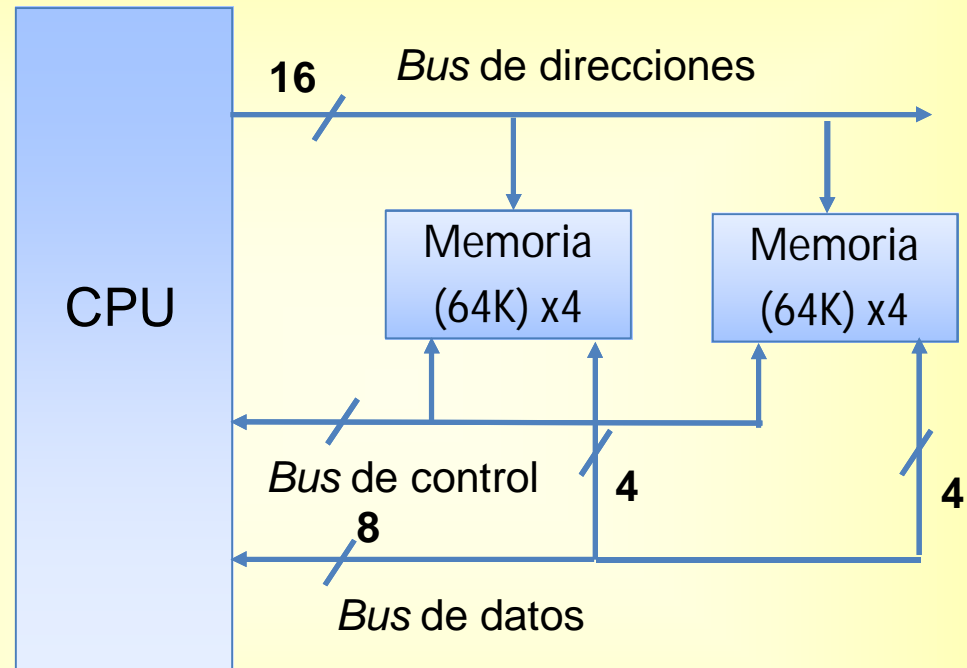 16
Bus de direcciones
CPU
Memoria
(64K) x4
Memoria
(64K) x4
Bus de control
4
4
8
Bus de datos